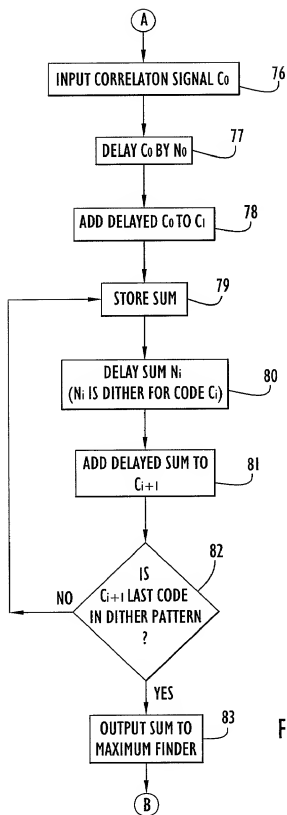 A
INPUT CORRELATON SIGNAL C0
76
DELAY C0 BY N0
77
ADD DELAYED C0 TO C1
78
STORE SUM
79
DELAY SUM Ni
(Ni IS DITHER FOR CODE Ci)
80
ADD DELAYED SUM TO
Ci+1
81
IS
Ci+1 LAST CODE
IN DITHER PATTERN
?
82
NO
YES
OUTPUT SUM TO
MAXIMUM FINDER
83
F
B